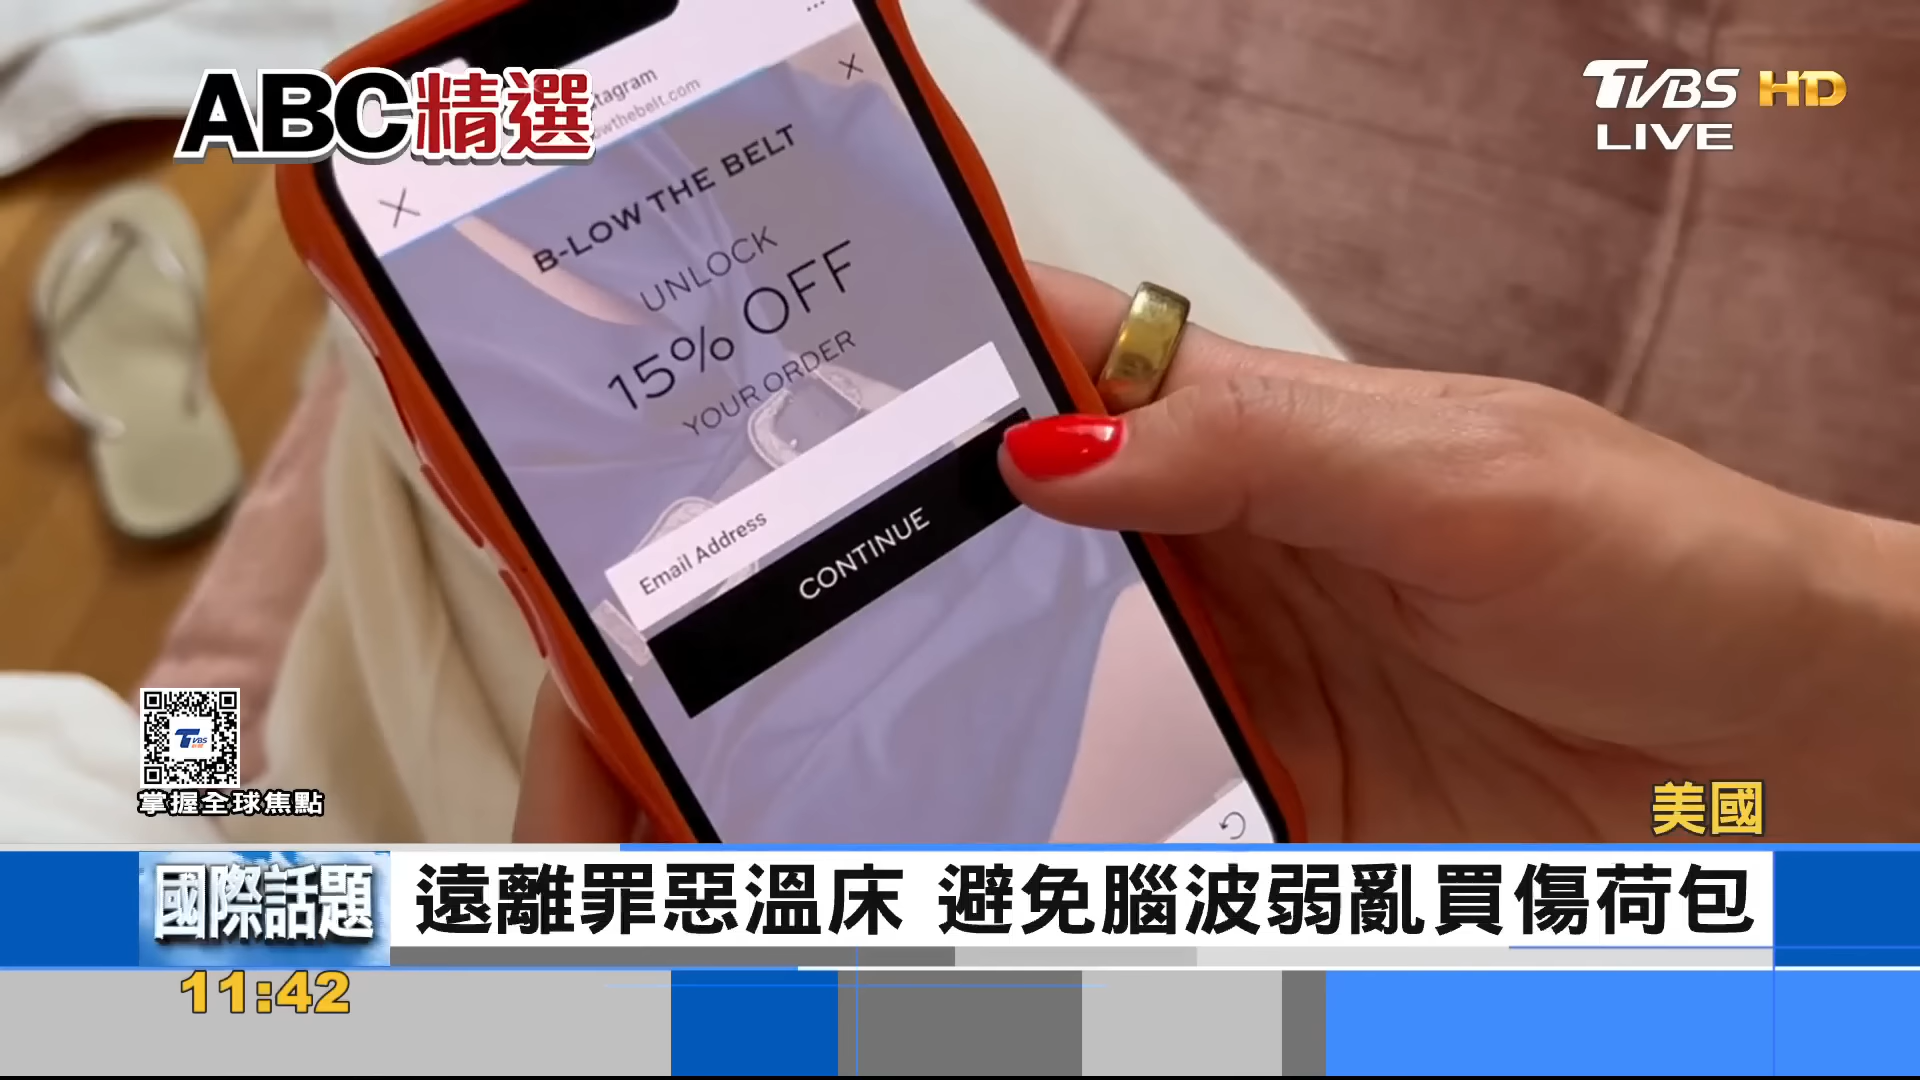 ABC精選
TVBS HD
LIVE
B-LOW THE BELT
UNLOCK
15% OFF
YOUR ORDER
Email Address
CONTINUE
TVBS
掌握全球焦點
美國
國際話題
遠離罪惡溫床 避免腦波弱亂買傷荷包
11:42